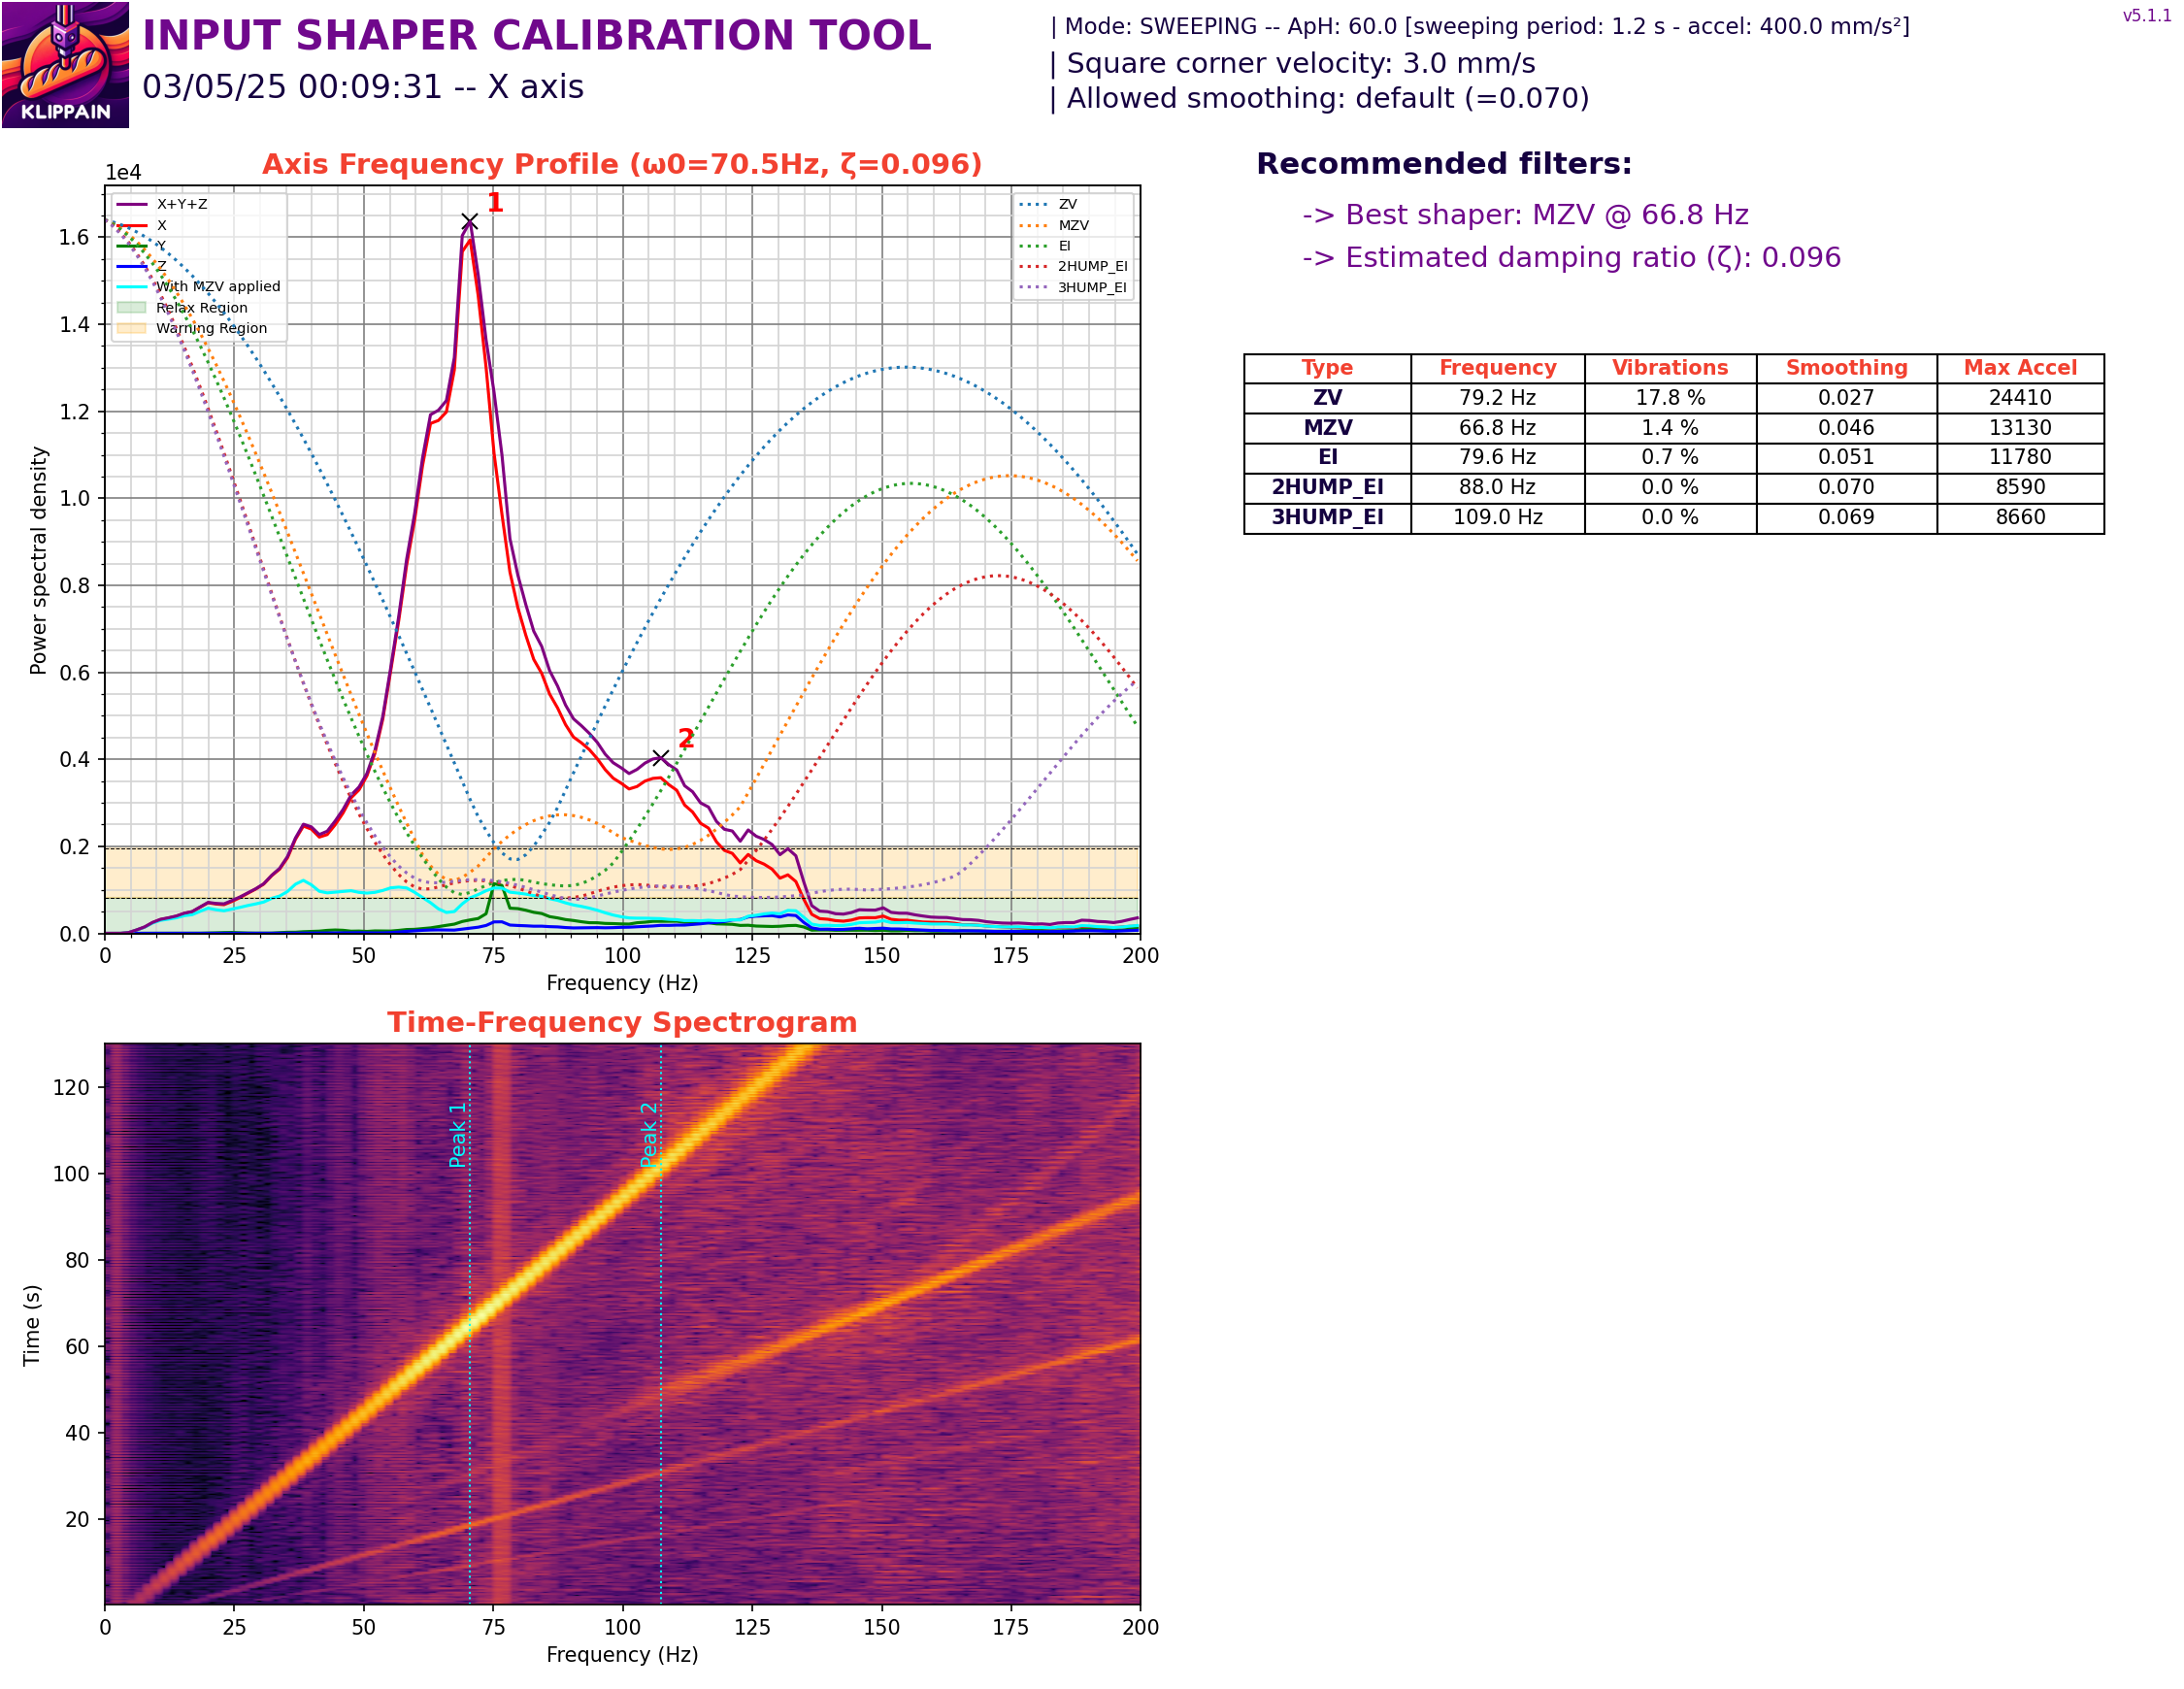 INPUT SHAPER CALIBRATION TOOL
03/05/25 00:09:31 -- X axis
KLIPPAIN
| Mode: SWEEPING -- ApH: 60.0 [sweeping period: 1.2 s - accel: 400.0 mm/s²]
| Square corner velocity: 3.0 mm/s
| Allowed smoothing: default (=0.070)
v5.1.1
Axis Frequency Profile (ω0=70.5Hz, ζ=0.096)
1e4
X+Y+Z
X
Y
Z
With MZV applied
Relax Region
Warning Region
ZV
MZV
EI
2HUMP_EI
3HUMP_EI
1
2
Power spectral density
1.6
1.4
1.2
1.0
0.8
0.6
0.4
0.2
0.0
0 25 50 75 100 125 150 175 200
Frequency (Hz)
Recommended filters:
-> Best shaper: MZV @ 66.8 Hz
-> Estimated damping ratio (ζ): 0.096
Type Frequency Vibrations Smoothing Max Accel
ZV 79.2 Hz 17.8 % 0.027 24410
MZV 66.8 Hz 1.4 % 0.046 13130
EI 79.6 Hz 0.7 % 0.051 11780
2HUMP_EI 88.0 Hz 0.0 % 0.070 8590
3HUMP_EI 109.0 Hz 0.0 % 0.069 8660
Time-Frequency Spectrogram
Time (s)
120
100
80
60
40
20
Peak 1
Peak 2
0 25 50 75 100 125 150 175 200
Frequency (Hz)